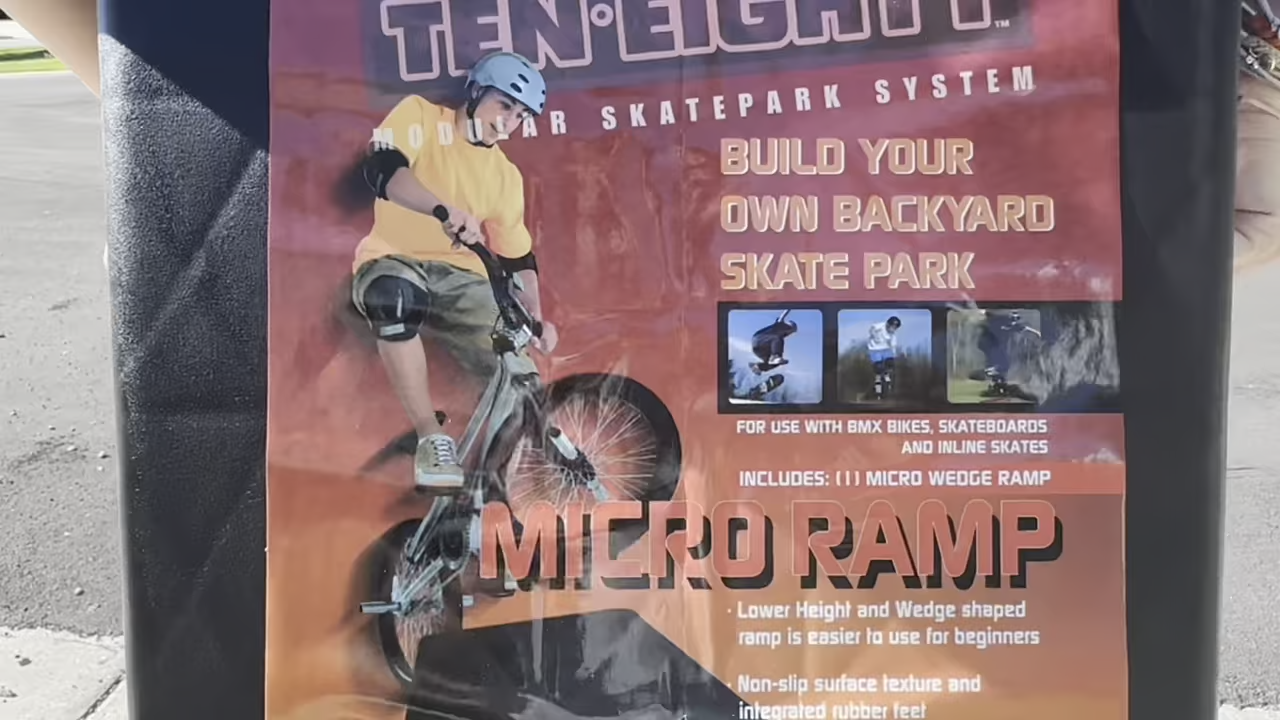 TEN·EIGHTY™
MODULAR SKATEPARK SYSTEM
BUILD YOUR
OWN BACKYARD
SKATE PARK
FOR USE WITH BMX BIKES, SKATEBOARDS
AND INLINE SKATES
INCLUDES: (1) MICRO WEDGE RAMP
MICRO RAMP
· Lower Height and Wedge shaped
ramp is easier to use for beginners
· Non-slip surface texture and
integrated rubber feet